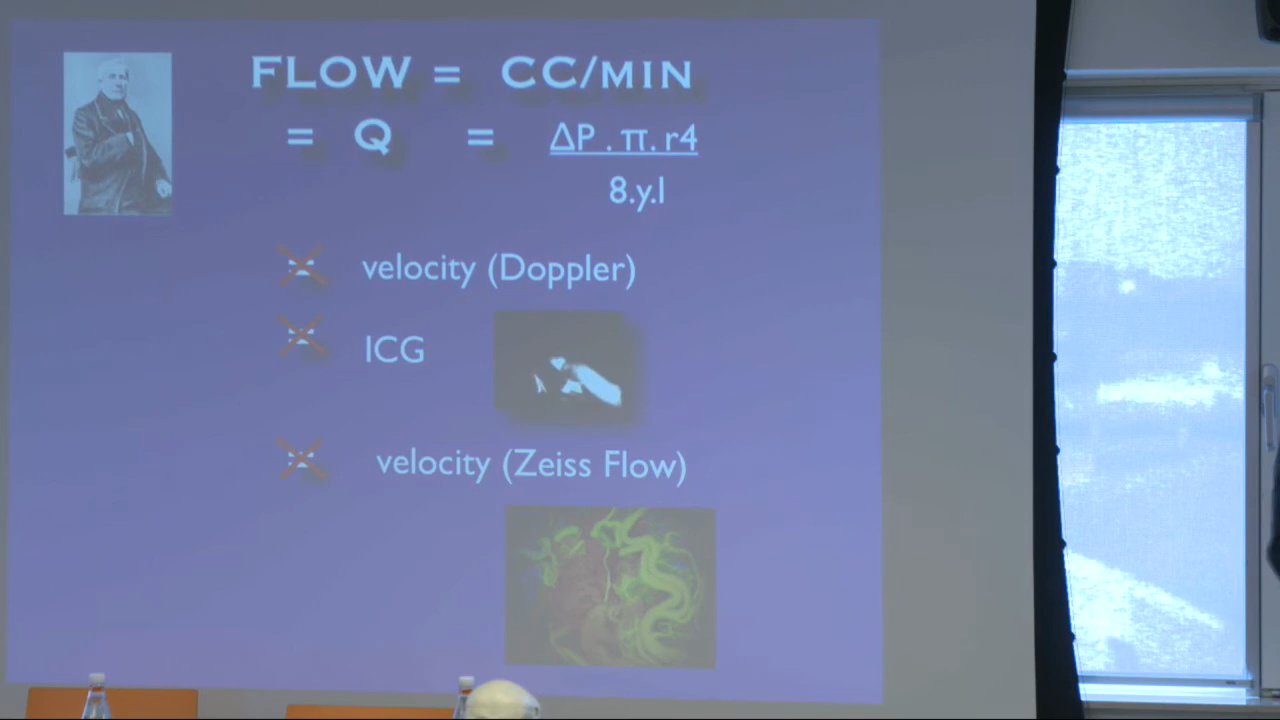 FLOW = CC/MIN
= Q = ΔP . π. r4
8.y.l
velocity (Doppler)
ICG
velocity (Zeiss Flow)